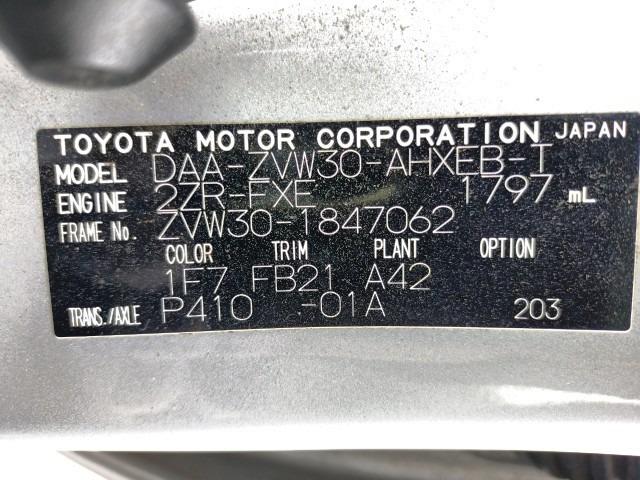 TOYOTA MOTOR CORPORATION JAPAN
MODEL DAA-ZVW30-AHXEB-T
ENGINE 2ZR-FXE 1797 mL
FRAME No. ZVW30-1847062
COLOR TRIM PLANT OPTION
1F7 FB21 A42
TRANS./AXLE P410 -01A 203